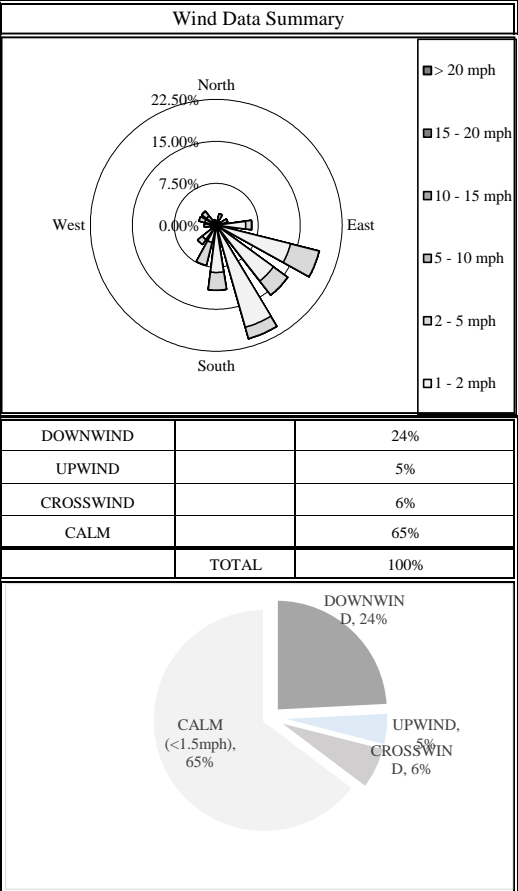 Wind Data Summary
North
22.50%
15.00%
7.50%
West
0.00%
East
South
> 20 mph
15 - 20 mph
10 - 15 mph
5 - 10 mph
2 - 5 mph
1 - 2 mph
DOWNWIND 24%
UPWIND 5%
CROSSWIND 6%
CALM 65%
TOTAL 100%
DOWNWIN
D, 24%
UPWIND,
5%
CROSSWIN
D, 6%
CALM
(<1.5mph),
65%